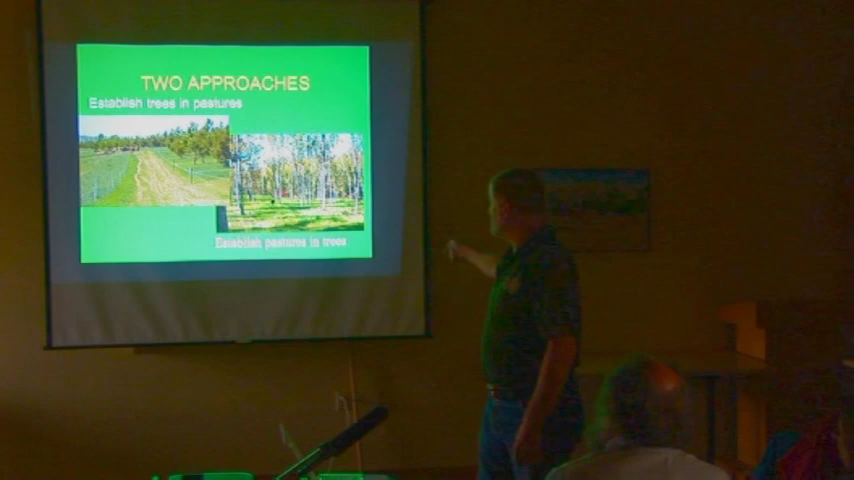 TWO APPROACHES
Establish trees in pastures
Establish pastures in trees